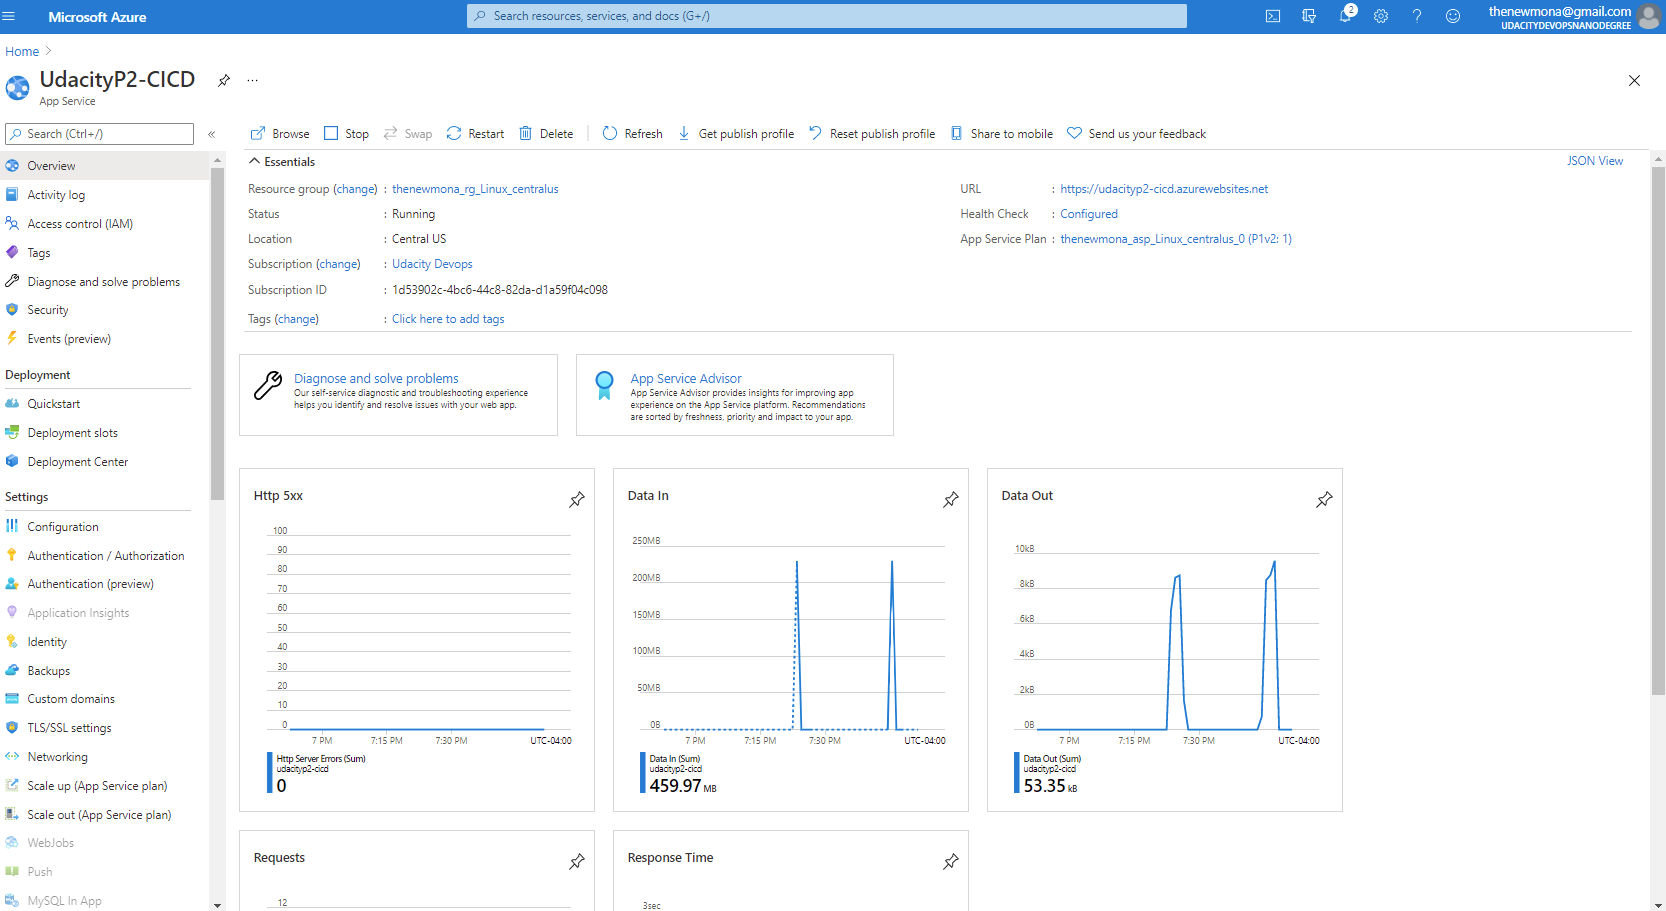 Microsoft Azure
Search resources, services, and docs (G+/)
2
thenewmona@gmail.com
UDACITYDEVOPSNANODEGREE
Home
UdacityP2-CICD
App Service
Search (Ctrl+/)
Overview
Activity log
Access control (IAM)
Tags
Diagnose and solve problems
Security
Events (preview)
Deployment
Quickstart
Deployment slots
Deployment Center
Settings
Configuration
Authentication / Authorization
Authentication (preview)
Application Insights
Identity
Backups
Custom domains
TLS/SSL settings
Networking
Scale up (App Service plan)
Scale out (App Service plan)
WebJobs
Push
MySQL In App
Browse Stop Swap Restart Delete Refresh Get publish profile Reset publish profile Share to mobile Send us your feedback
Essentials
JSON View
Resource group (change) : thenewmona_rg_Linux_centralus
Status : Running
Location : Central US
Subscription (change) : Udacity Devops
Subscription ID : 1d53902c-4bc6-44c8-82da-d1a59f04c098
Tags (change) : Click here to add tags
URL : https://udacityp2-cicd.azurewebsites.net
Health Check : Configured
App Service Plan : thenewmona_asp_Linux_centralus_0 (P1v2: 1)
Diagnose and solve problems
Our self-service diagnostic and troubleshooting experience
helps you identify and resolve issues with your web app.
App Service Advisor
App Service Advisor provides insights for improving app
experience on the App Service platform. Recommendations
are sorted by freshness, priority and impact to your app.
Http 5xx
100
90
80
70
60
50
40
30
20
10
0
7 PM 7:15 PM 7:30 PM UTC-04:00
Http Server Errors (Sum)
udacityp2-cicd
0
Data In
250MB
200MB
150MB
100MB
50MB
0B
7 PM 7:15 PM 7:30 PM UTC-04:00
Data In (Sum)
udacityp2-cicd
459.97 MB
Data Out
10kB
8kB
6kB
4kB
2kB
0B
7 PM 7:15 PM 7:30 PM UTC-04:00
Data Out (Sum)
udacityp2-cicd
53.35 kB
Requests
12
Response Time
3sec